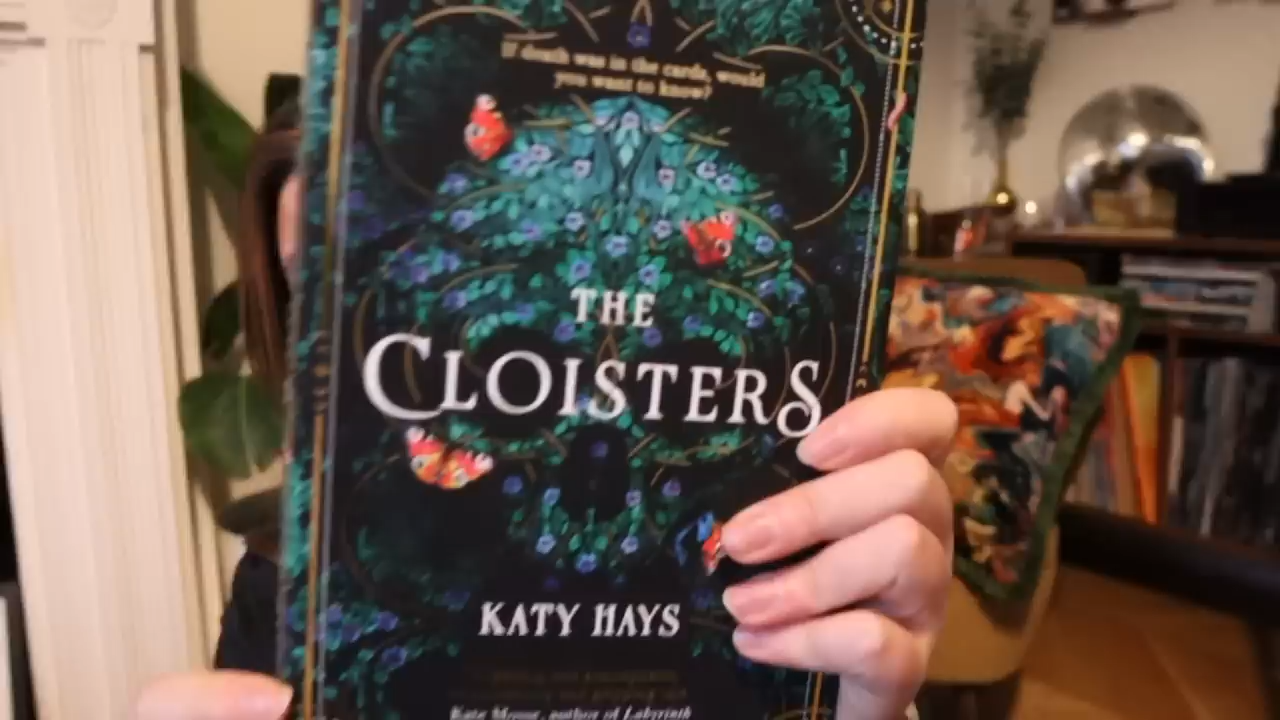 If death was in the cards, would
you want to know?
THE
CLOISTERS
KATY HAYS
Kate Mosse, author of Labyrinth